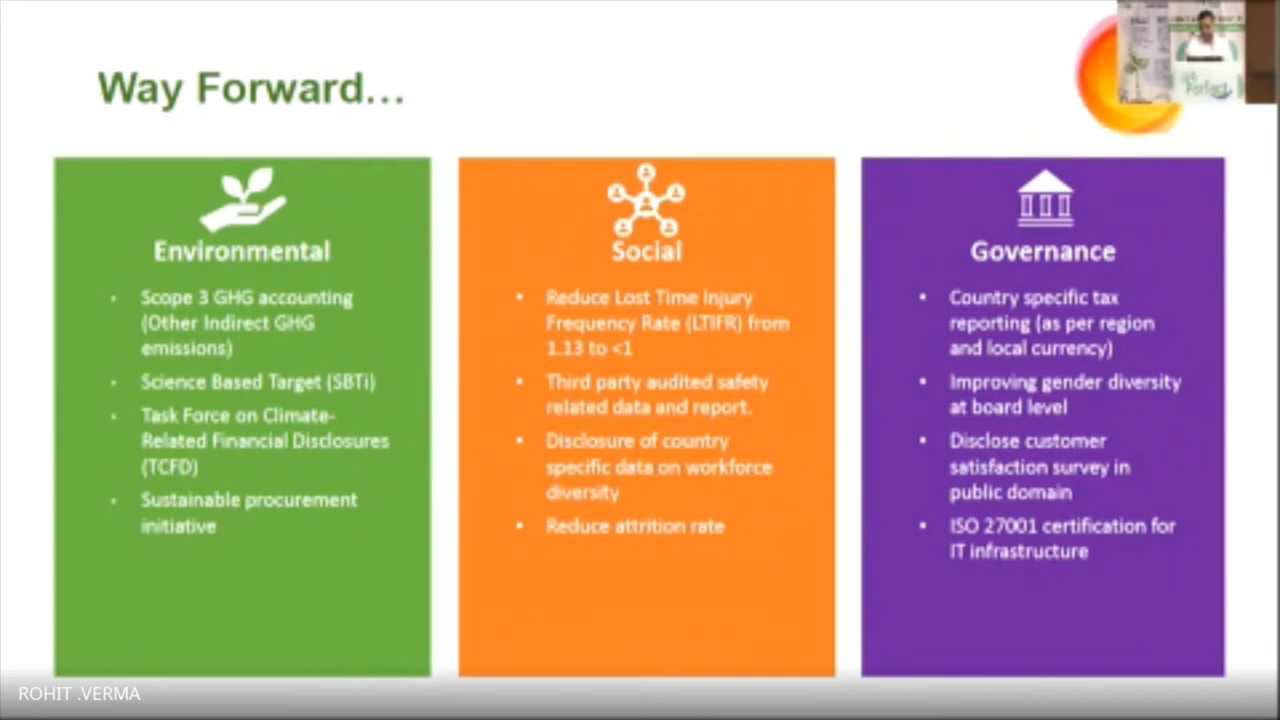 Way Forward...
Environmental
• Scope 3 GHG accounting
(Other Indirect GHG
emissions)
• Science Based Target (SBTi)
• Task Force on Climate-
Related Financial Disclosures
(TCFD)
• Sustainable procurement
initiative
Social
• Reduce Lost Time Injury
Frequency Rate (LTIFR) from
1.13 to <1
• Third party audited safety
related data and report.
• Disclosure of country
specific data on workforce
diversity
• Reduce attrition rate
Governance
• Country specific tax
reporting (as per region
and local currency)
• Improving gender diversity
at board level
• Disclose customer
satisfaction survey in
public domain
• ISO 27001 certification for
IT infrastructure
ROHIT .VERMA